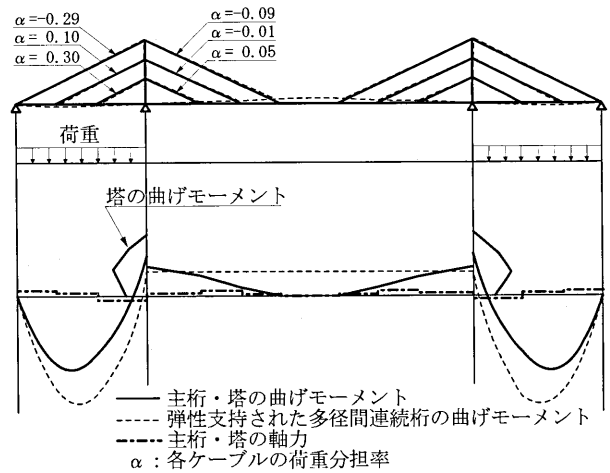 α=-0.29
α= 0.10
α= 0.30
α=-0.09
α=-0.01
α= 0.05
荷重
塔の曲げモーメント
主桁・塔の曲げモーメント
弾性支持された多径間連続桁の曲げモーメント
主桁・塔の軸力
α：各ケーブルの荷重分担率